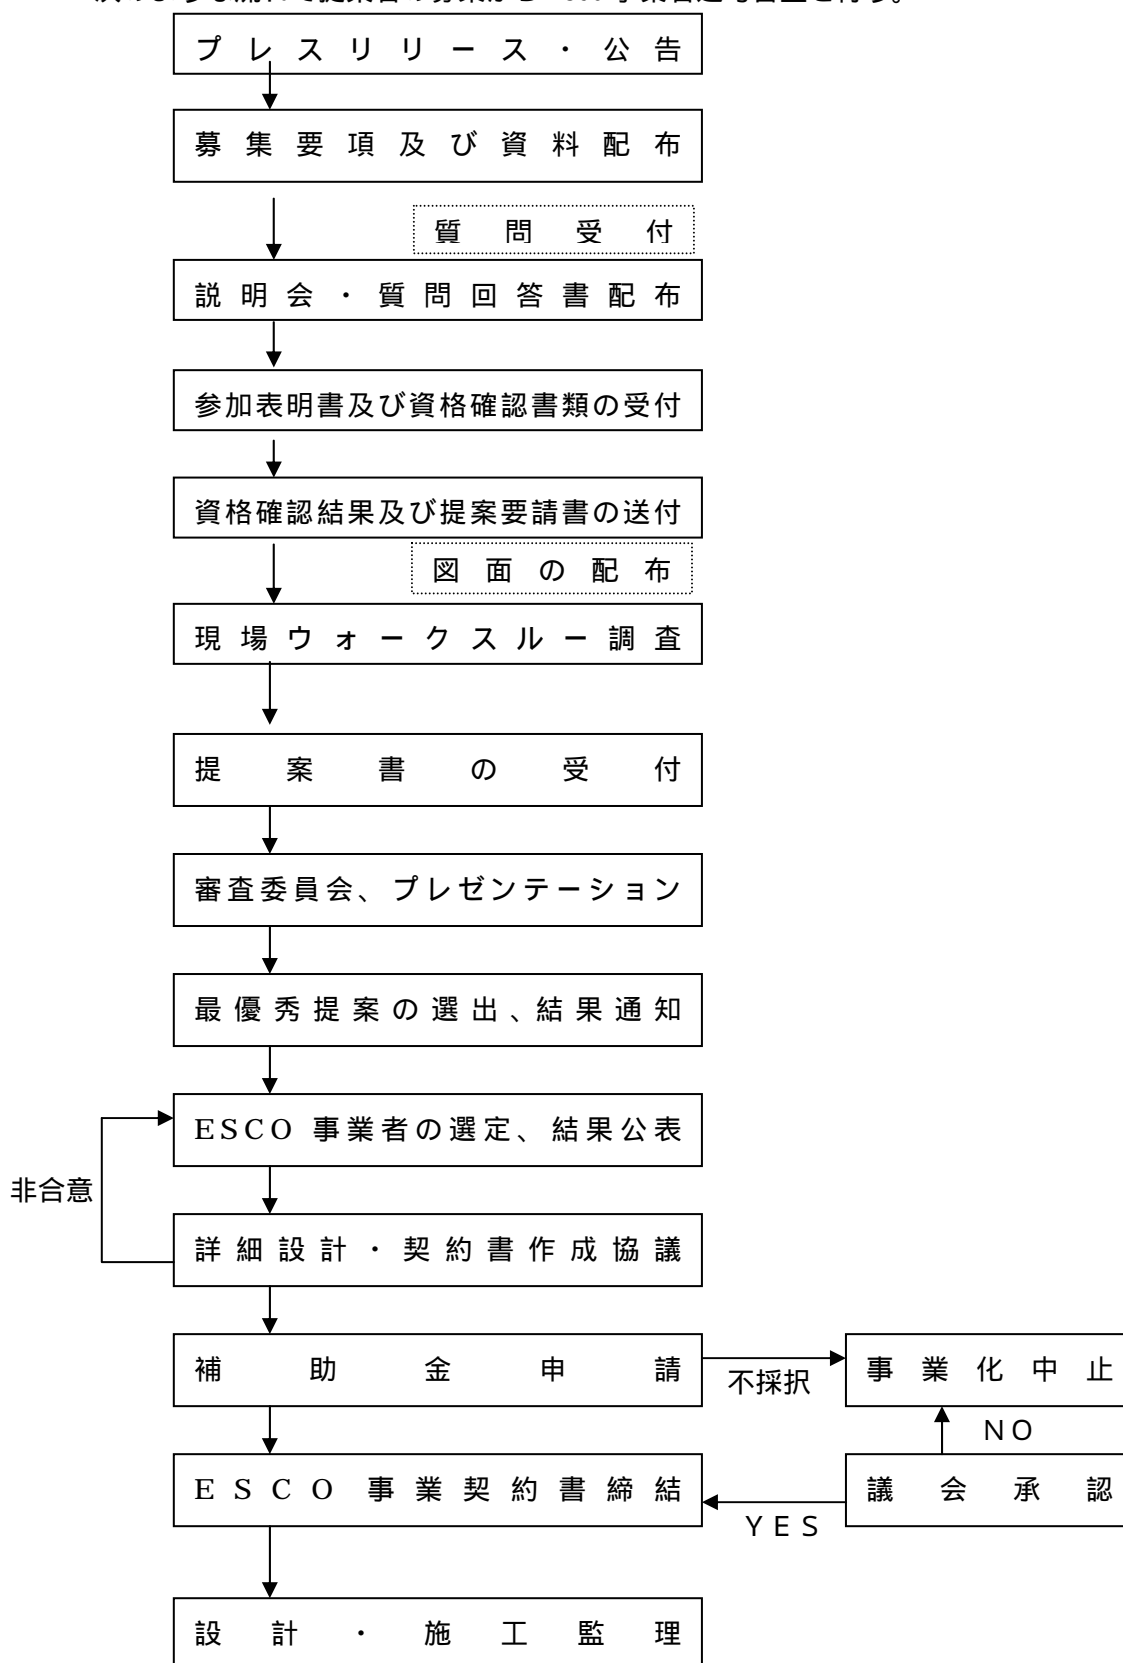 プレスリリース・公告
募集要項及び資料配布
質問受付
説明会・質問回答書配布
参加表明書及び資格確認書類の受付
資格確認結果及び提案要請書の送付
図面の配布
現場ウォークスルー調査
提案書の受付
審査委員会、プレゼンテーション
最優秀提案の選出、結果通知
ESCO 事業者の選定、結果公表
非合意
詳細設計・契約書作成協議
補助金申請
不採択
事業化中止
NO
ESCO 事業契約書締結
YES
議会承認
設計・施工監理